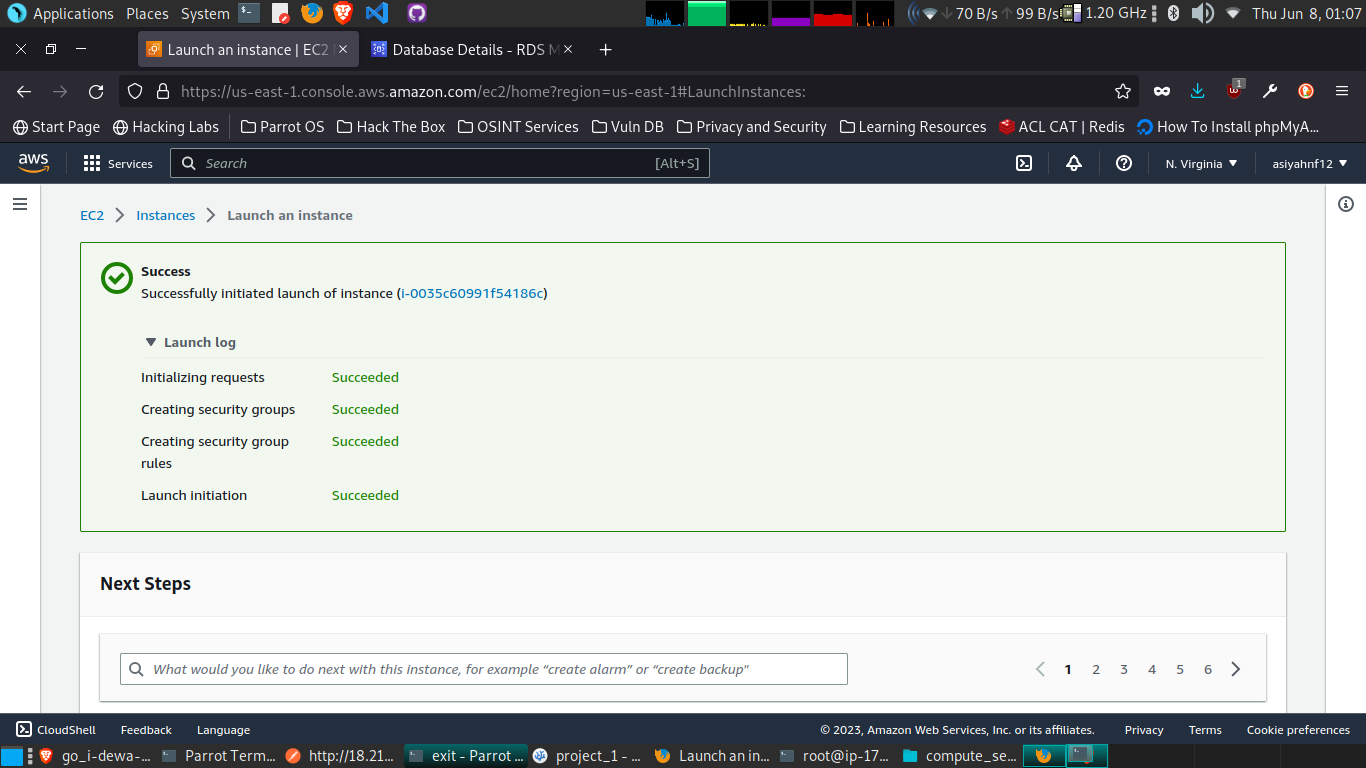 Applications Places System 70 B/s 99 B/s 1.20 GHz Thu Jun 8, 01:07
Launch an instance | EC2 Database Details - RDS M
https://us-east-1.console.aws.amazon.com/ec2/home?region=us-east-1#LaunchInstances: 1
Start Page Hacking Labs Parrot OS Hack The Box OSINT Services Vuln DB Privacy and Security Learning Resources ACL CAT | Redis How To Install phpMyA...
aws Services Search [Alt+S] N. Virginia asiyahnf12
EC2 Instances Launch an instance
Success
Successfully initiated launch of instance (i-0035c60991f54186c)
Launch log
Initializing requests Succeeded
Creating security groups Succeeded
Creating security group Succeeded
rules
Launch initiation Succeeded
Next Steps
What would you like to do next with this instance, for example “create alarm” or “create backup” 1 2 3 4 5 6
CloudShell Feedback Language © 2023, Amazon Web Services, Inc. or its affiliates. Privacy Terms Cookie preferences
go_i-dewa-... Parrot Term... http://18.21... exit - Parrot ... project_1 - ... Launch an in... root@ip-17... compute_se...